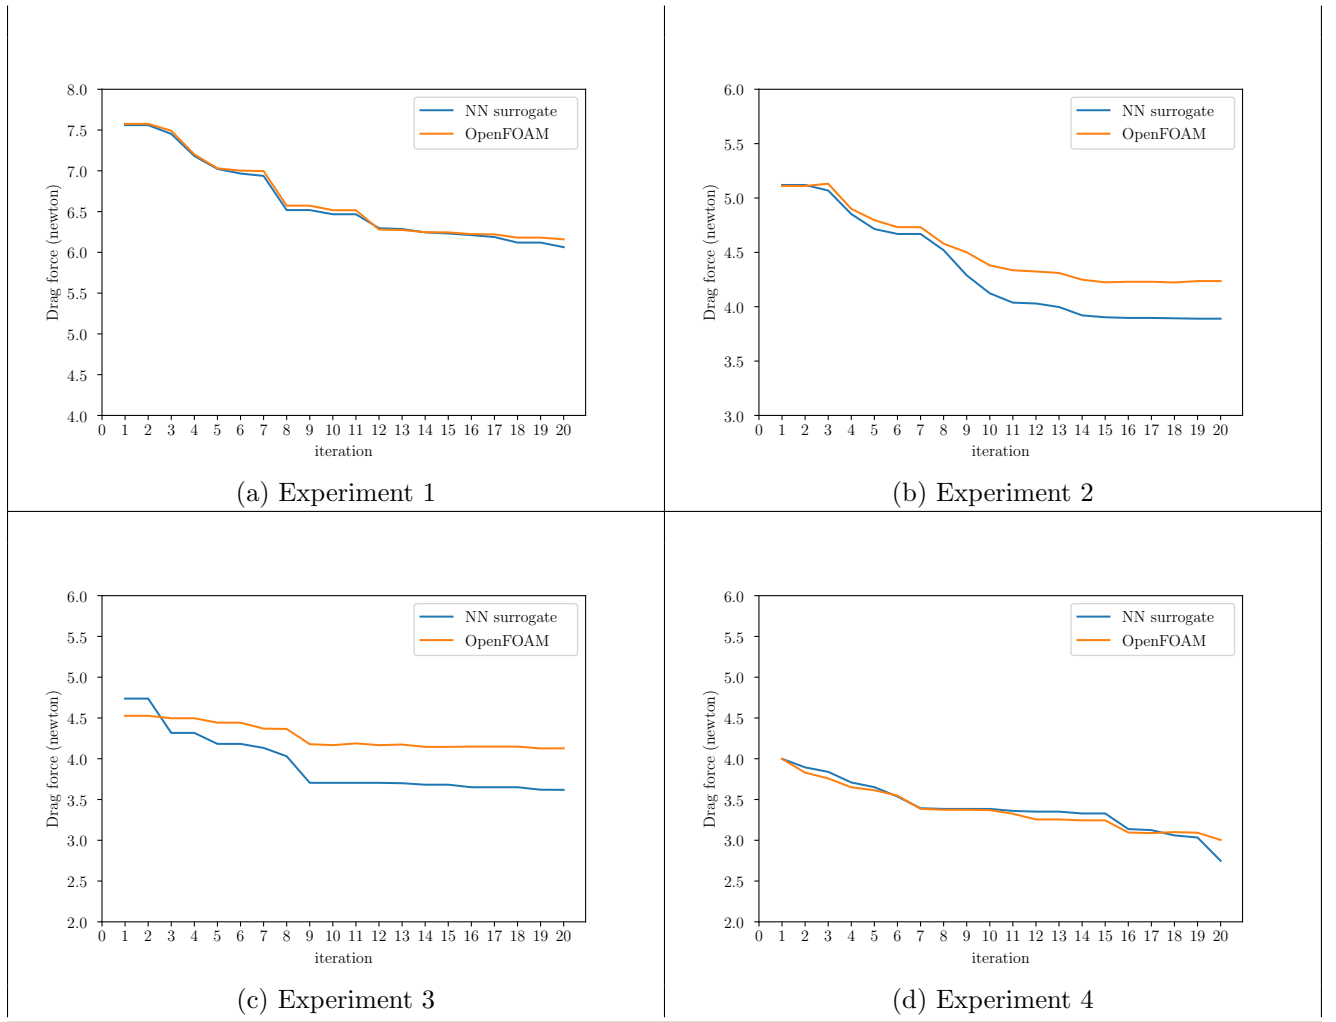 8.0
7.5
7.0
6.5
6.0
5.5
5.0
4.5
4.0
Drag force (newton)
NN surrogate
OpenFOAM
0 1 2 3 4 5 6 7 8 9 10 11 12 13 14 15 16 17 18 19 20
iteration
(a) Experiment 1
6.0
5.5
5.0
4.5
4.0
3.5
3.0
Drag force (newton)
NN surrogate
OpenFOAM
0 1 2 3 4 5 6 7 8 9 10 11 12 13 14 15 16 17 18 19 20
iteration
(b) Experiment 2
6.0
5.5
5.0
4.5
4.0
3.5
3.0
2.5
2.0
Drag force (newton)
NN surrogate
OpenFOAM
0 1 2 3 4 5 6 7 8 9 10 11 12 13 14 15 16 17 18 19 20
iteration
(c) Experiment 3
6.0
5.5
5.0
4.5
4.0
3.5
3.0
2.5
2.0
Drag force (newton)
NN surrogate
OpenFOAM
0 1 2 3 4 5 6 7 8 9 10 11 12 13 14 15 16 17 18 19 20
iteration
(d) Experiment 4